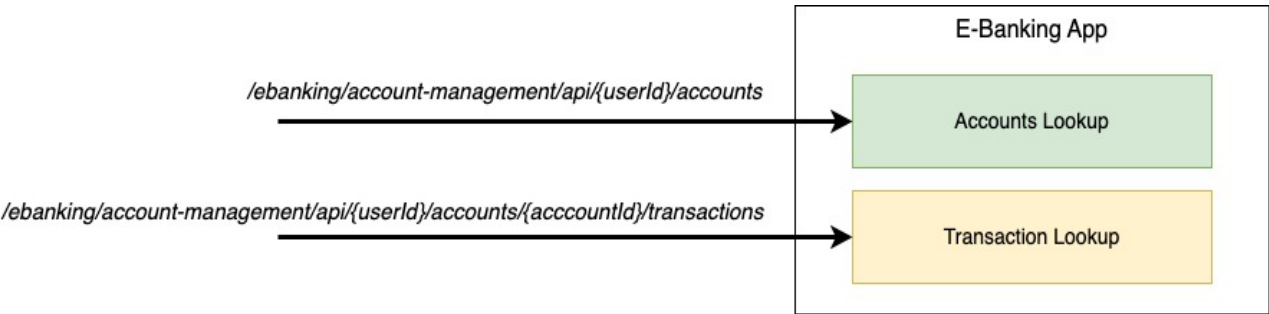 E-Banking App
/ebanking/account-management/api/{userId}/accounts
Accounts Lookup
/ebanking/account-management/api/{userId}/accounts/{acccountId}/transactions
Transaction Lookup